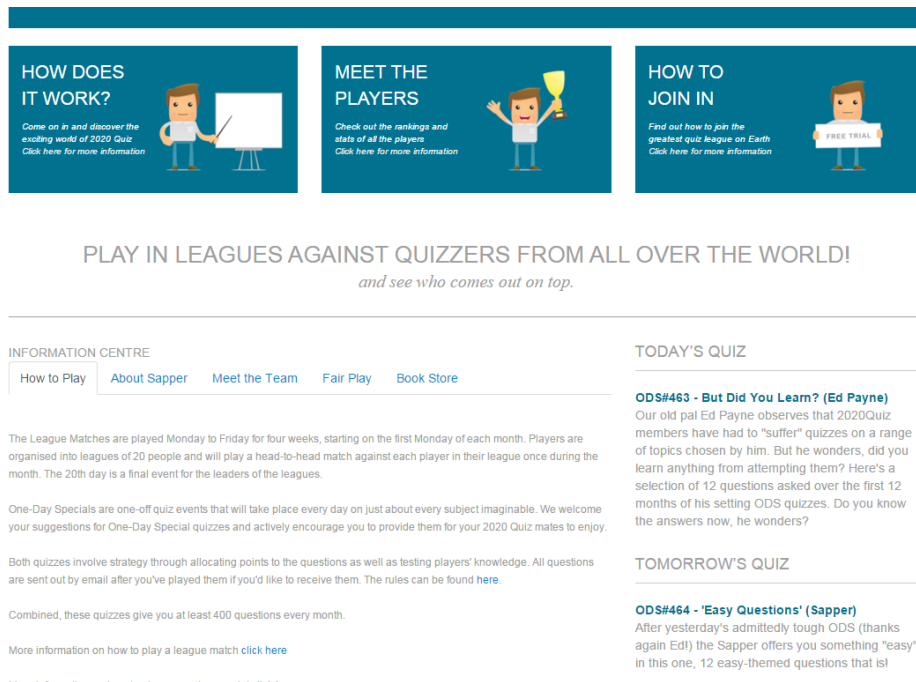 HOW DOES
IT WORK?
Come on in and discover the
exciting world of 2020 Quiz
Click here for more information
MEET THE
PLAYERS
Check out the rankings and
stats of all the players
Click here for more information
HOW TO
JOIN IN
Find out how to join the
greatest quiz league on Earth
Click here for more information
FREE TRIAL
PLAY IN LEAGUES AGAINST QUIZZERS FROM ALL OVER THE WORLD!
and see who comes out on top.
INFORMATION CENTRE
How to Play About Sapper Meet the Team Fair Play Book Store
The League Matches are played Monday to Friday for four weeks, starting on the first Monday of each month. Players are
organised into leagues of 20 people and will play a head-to-head match against each player in their league once during the
month. The 20th day is a final event for the leaders of the leagues.
One-Day Specials are one-off quiz events that will take place every day on just about every subject imaginable. We welcome
your suggestions for One-Day Special quizzes and actively encourage you to provide them for your 2020 Quiz mates to enjoy.
Both quizzes involve strategy through allocating points to the questions as well as testing players' knowledge. All questions
are sent out by email after you've played them if you'd like to receive them. The rules can be found here.
Combined, these quizzes give you at least 400 questions every month.
More information on how to play a league match click here
TODAY'S QUIZ
ODS#463 - But Did You Learn? (Ed Payne)
Our old pal Ed Payne observes that 2020Quiz
members have had to "suffer" quizzes on a range
of topics chosen by him. But he wonders, did you
learn anything from attempting them? Here's a
selection of 12 questions asked over the first 12
months of his setting ODS quizzes. Do you know
the answers now, he wonders?
TOMORROW'S QUIZ
ODS#464 - 'Easy Questions' (Sapper)
After yesterday's admittedly tough ODS (thanks
again Ed!) the Sapper offers you something "easy"
in this one, 12 easy-themed questions that is!